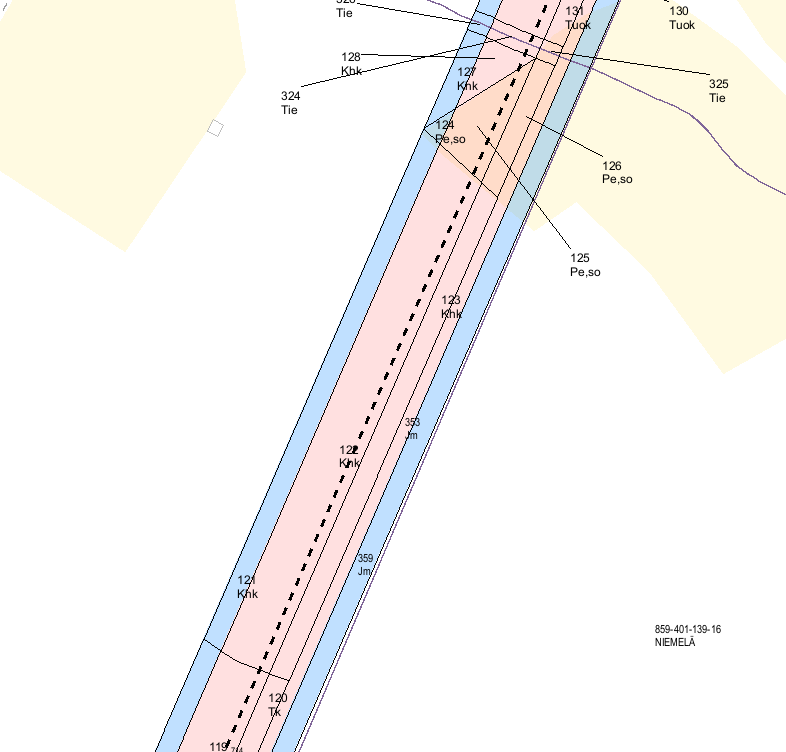 Tie
131
Tuok
130
Tuok
128
Khk
127
Khk
325
Tie
324
Tie
124
Pe,so
126
Pe,so
125
Pe,so
123
Khk
353
Jm
122
Khk
359
Jm
121
Khk
859-401-139-16
NIEMELÄ
120
Tk
119